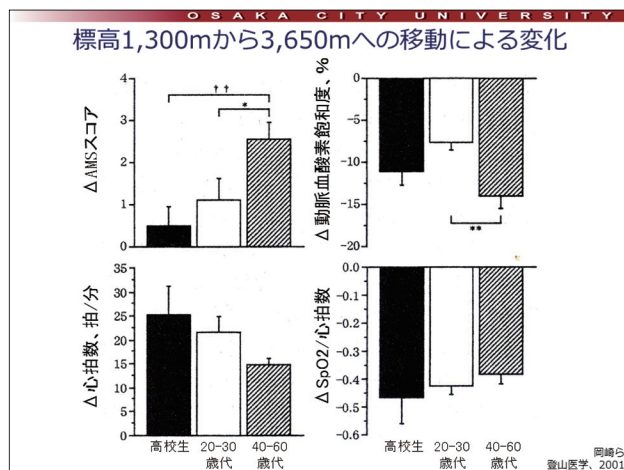 OSAKA CITY UNIVERSITY
標高1,300mから3,650mへの移動による変化
Δ AMSスコア
4
3
2
1
0
††
*
Δ 動脈血酸素飽和度、%
0
-5
-10
-15
-20
**
Δ 心拍数、拍/分
35
30
25
20
15
10
5
0
高校生
20-30
歳代
40-60
歳代
Δ SpO2/心拍数
0.0
-0.1
-0.2
-0.3
-0.4
-0.5
-0.6
高校生
20-30
歳代
40-60
歳代
岡崎ら
登山医学、2001